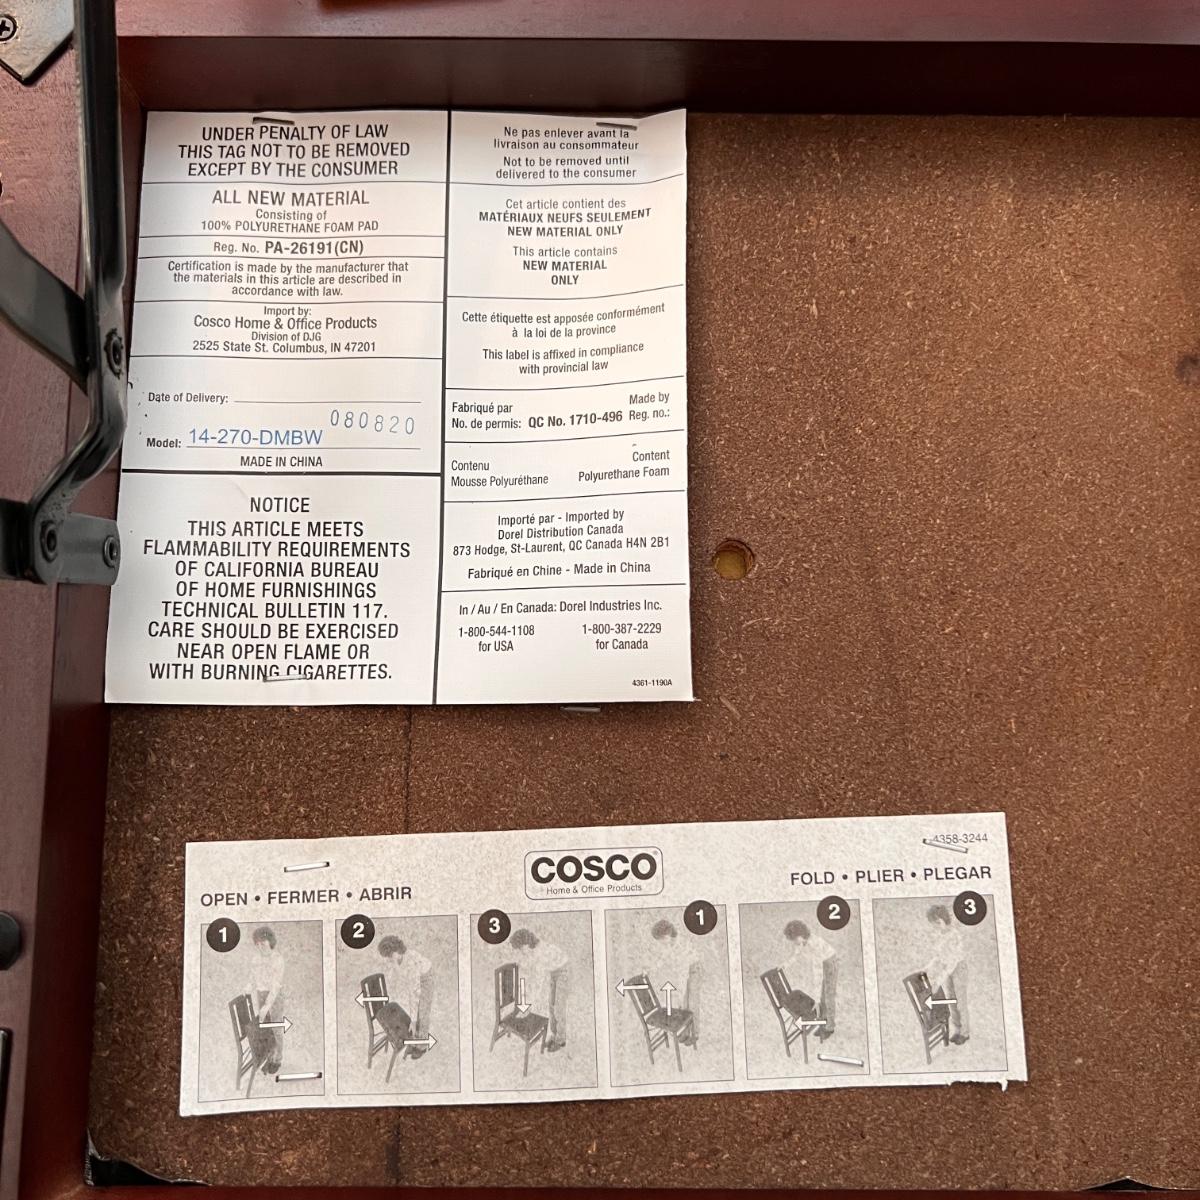 UNDER PENALTY OF LAW
THIS TAG NOT TO BE REMOVED
EXCEPT BY THE CONSUMER
ALL NEW MATERIAL
Consisting of
100% POLYURETHANE FOAM PAD
Reg. No. PA-26191(CN)
Certification is made by the manufacturer that
the materials in this article are described in
accordance with law.
Import by:
Cosco Home & Office Products
Division of DJG
2525 State St. Columbus, IN 47201
Date of Delivery:
080820
Model: 14-270-DMBW
MADE IN CHINA
NOTICE
THIS ARTICLE MEETS
FLAMMABILITY REQUIREMENTS
OF CALIFORNIA BUREAU
OF HOME FURNISHINGS
TECHNICAL BULLETIN 117.
CARE SHOULD BE EXERCISED
NEAR OPEN FLAME OR
WITH BURNING CIGARETTES.
Ne pas enlever avant la
livraison au consommateur
Not to be removed until
delivered to the consumer
Cet article contient des
MATÉRIAUX NEUFS SEULEMENT
NEW MATERIAL ONLY
This article contains
NEW MATERIAL
ONLY
Cette étiquette est apposée conformément
à la loi de la province
This label is affixed in compliance
with provincial law
Fabriqué par Made by
No. de permis: QC No. 1710-496 Reg. no.:
Contenu Content
Mousse Polyuréthane Polyurethane Foam
Importé par - Imported by
Dorel Distribution Canada
873 Hodge, St-Laurent, QC Canada H4N 2B1
Fabriqué en Chine - Made in China
In / Au / En Canada: Dorel Industries Inc.
1-800-544-1108 1-800-387-2229
for USA for Canada
4361-1190A
4358-3244
COSCO®
Home & Office Products
OPEN • FERMER • ABRIR
FOLD • PLIER • PLEGAR
1 2 3 1 2 3